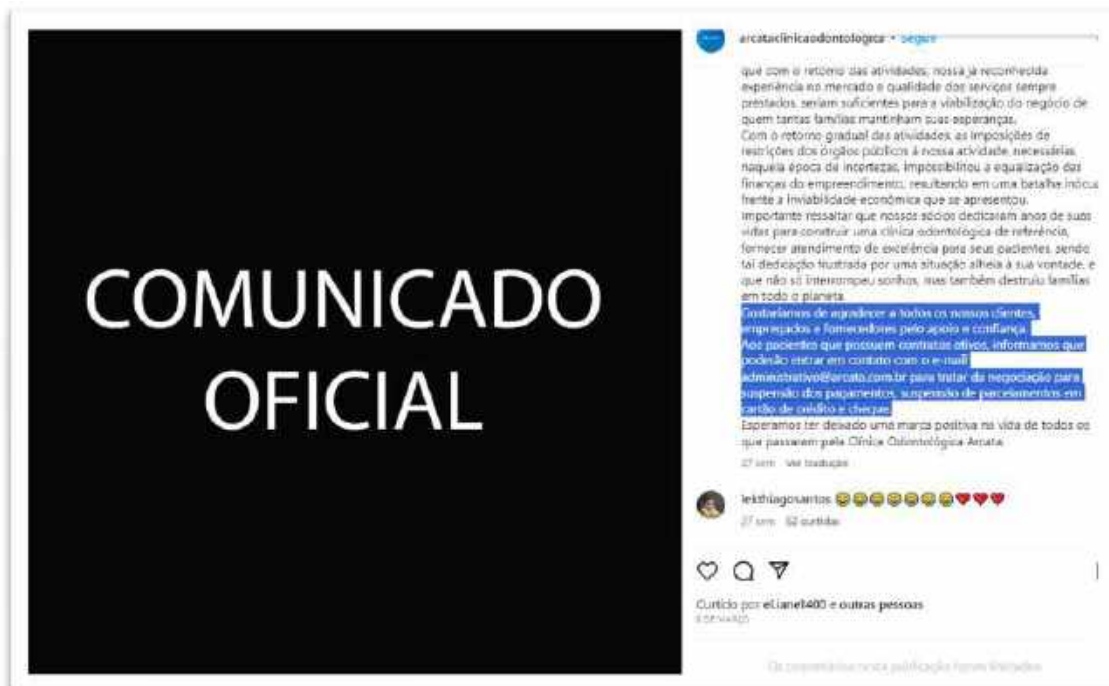 COMUNICADO
OFICIAL
arcataclinicaodontologica • Seguir
que com o retorno das atividades, nossa já reconhecida
experiência no mercado e qualidade dos serviços sempre
prestados, seriam suficientes para a viabilização do negócio de
quem tantas famílias mantinham suas esperanças.
Com o retorno gradual das atividades, as imposições de
restrições dos órgãos públicos à nossa atividade, necessárias
naquela época de incertezas, impossibilitou a equalização das
finanças do empreendimento, resultando em uma batalha inócua
frente a inviabilidade econômica que se apresentou.
Importante ressaltar que nossos sócios dedicaram anos de suas
vidas para construir uma clínica odontológica de referência,
fornecer atendimento de excelência para seus pacientes, sendo
tal dedicação frustrada por uma situação alheia à sua vontade, e
que não só interrompeu sonhos, mas também destruiu famílias
em todo o planeta.
Gostaríamos de agradecer a todos os nossos clientes,
empregados e fornecedores pelo apoio e confiança.
Aos pacientes que possuem contratos ativos, informamos que
poderão entrar em contato com o e-mail
para tratar da negociação para
suspensão dos pagamentos, suspensão de parcelamentos em
cartão de crédito e cheque.
Esperamos ter deixado uma marca positiva na vida de todos os
que passaram pela Clínica Odontológica Arcata.
27 sem Ver tradução
lekthiagosantos 😂😂😂😂😂😂😂❤❤❤
27 sem 52 curtidas
Curtido por e outras pessoas
DE MARÇO
Os comentários nesta publicação foram limitados